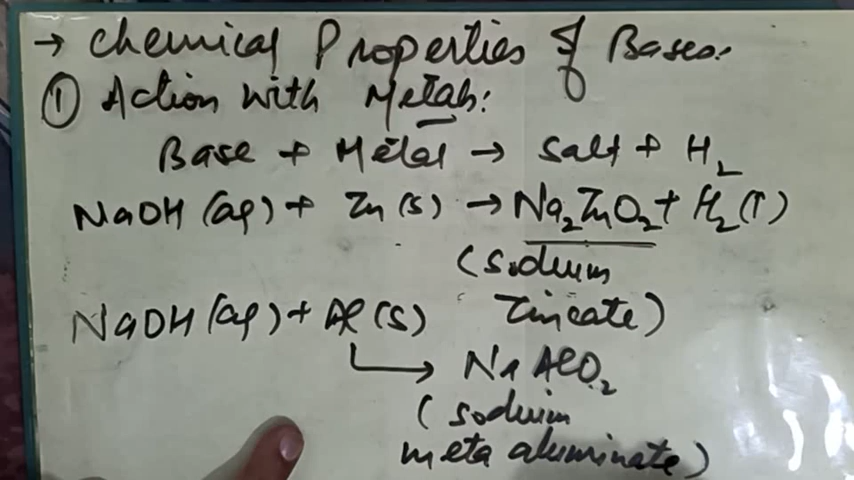 → Chemical Properties of Bases:
① Action with Metals:
Base + Metal → Salt + H₂
NaOH (aq) + Zn (s) → Na₂ZnO₂ + H₂(↑)
(sodium
zincate)
NaOH (aq) + Al (s)
→ NaAlO₂
(sodium
meta aluminate)